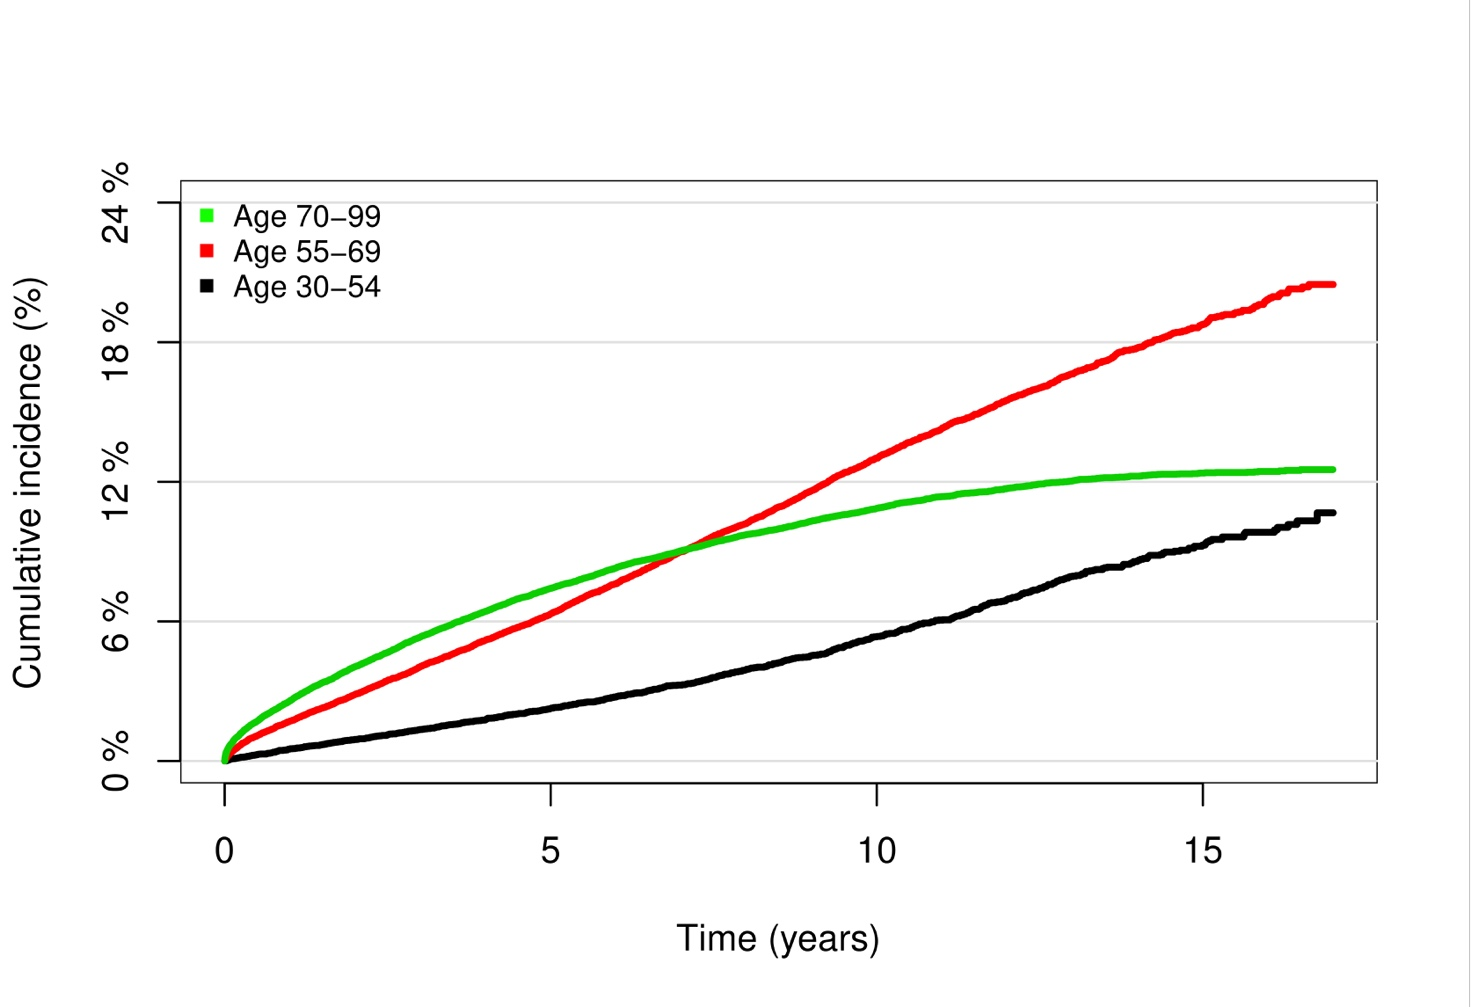 Age 70–99
Age 55–69
Age 30–54
Cumulative incidence (%)
24 %
18 %
12 %
6 %
0 %
0 5 10 15
Time (years)